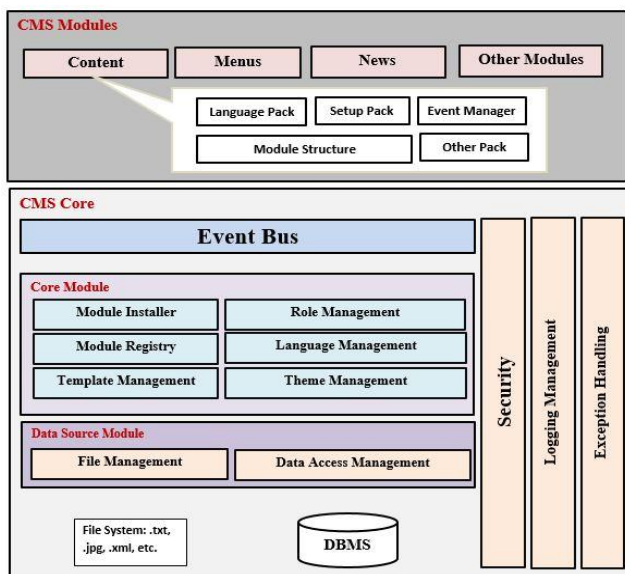 CMS Modules
Content
Menus
News
Other Modules
Language Pack
Setup Pack
Event Manager
Module Structure
Other Pack
CMS Core
Event Bus
Core Module
Module Installer
Role Management
Module Registry
Language Management
Template Management
Theme Management
Data Source Module
File Management
Data Access Management
File System: .txt,
.jpg, .xml, etc.
DBMS
Security
Logging Management
Exception Handling